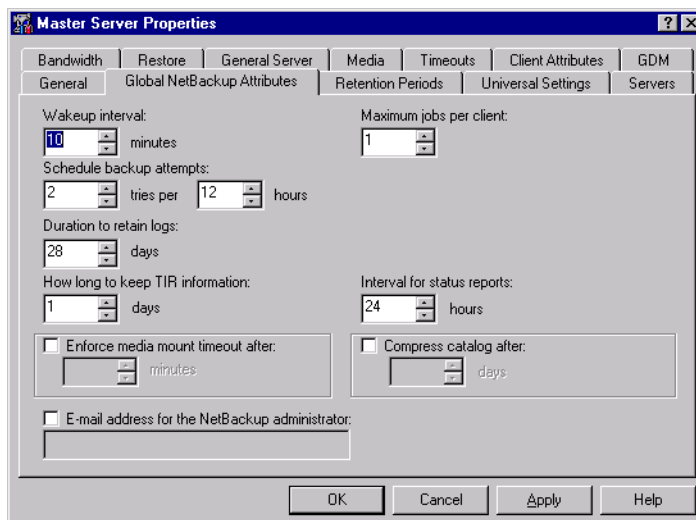 Master Server Properties
Bandwidth Restore General Server Media Timeouts Client Attributes GDM
General Global NetBackup Attributes Retention Periods Universal Settings Servers
Wakeup interval: Maximum jobs per client:
10 minutes 1
Schedule backup attempts:
2 tries per 12 hours
Duration to retain logs:
28 days
How long to keep TIR information: Interval for status reports:
1 days 24 hours
Enforce media mount timeout after: Compress catalog after:
minutes days
E-mail address for the NetBackup administrator:
OK Cancel Apply Help